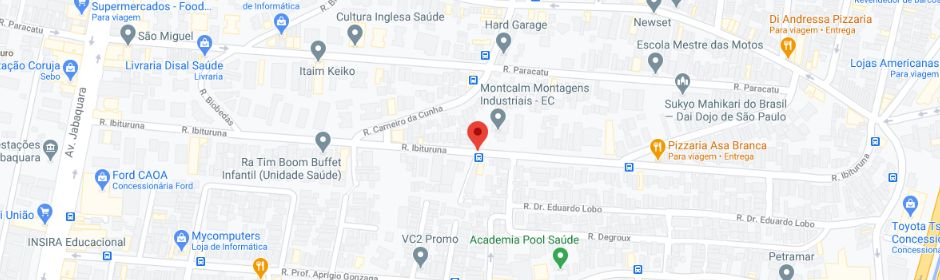 Supermercados - Food...
Para viagem
R. Paracatu
São Miguel
Cultura Inglesa Saúde
Hard Garage
Newset
Revendedor de barcos
Di Andressa Pizzaria
Para viagem • Entrega
Escola Mestre das Motos
Lojas Americanas
Para viagem
Livraria Disal Saúde
Livraria
Itaim Keiko
R. Paracatu
tação Coruja
Sebo
Montcalm Montagens
Industriais - EC
Sukyo Mahikari do Brasil
— Dai Dojo de São Paulo
R. Biobedas
R. Carneiro da Cunha
Av. Jabaquara
R. Ibituruna
R. Ibituruna
R. Ibituruna
Pizzaria Asa Branca
Para viagem • Entrega
R. Ibituruna
estações
abaquara
Ra Tim Boom Buffet
Infantil (Unidade Saúde)
Ford CAOA
Concessionária Ford
i União
R. Dr. Eduardo Lobo
R. Dr. Eduardo Lobo
INSIRA Educacional
Mycomputers
Loja de informática
VC2 Promo
Academia Pool Saúde
R. Degroux
Toyota Ts
Concessionária
Petramar
R. Prof. Aprígio Gonzaga